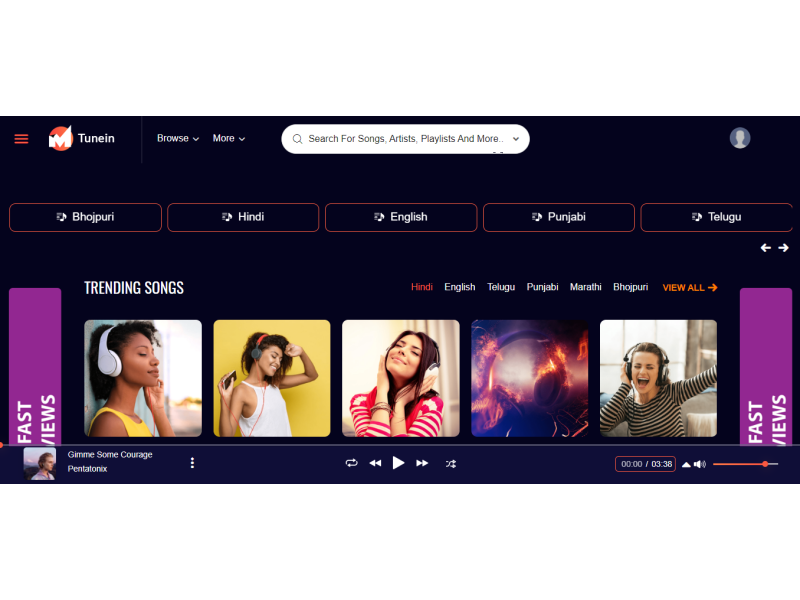 Tunein
Browse
More
Search For Songs, Artists, Playlists And More..
Bhojpuri
Hindi
English
Punjabi
Telugu
TRENDING SONGS
Hindi English Telugu Punjabi Marathi Bhojpuri VIEW ALL
FAST
VIEWS
FAST
VIEWS
Gimme Some Courage
Pentatonix
00:00 / 03:38